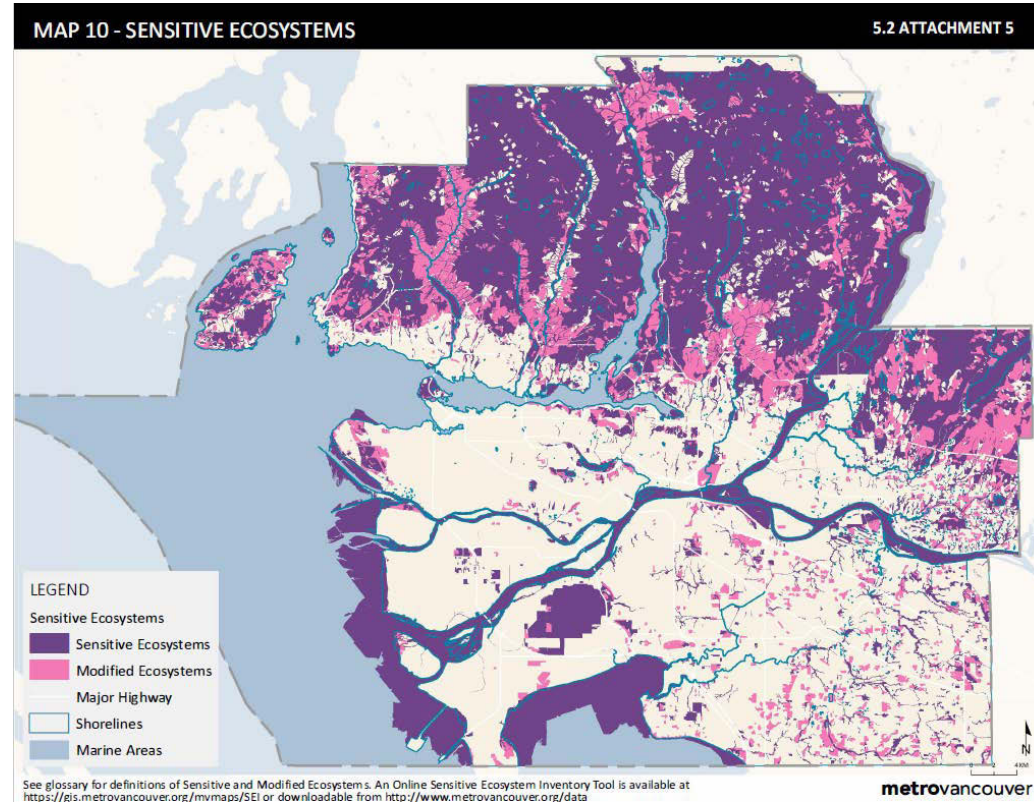 MAP 10 - SENSITIVE ECOSYSTEMS
5.2 ATTACHMENT 5
LEGEND
Sensitive Ecosystems
Sensitive Ecosystems
Modified Ecosystems
Major Highway
Shorelines
Marine Areas
N
0 2 4 KM
See glossary for definitions of Sensitive and Modified Ecosystems. An Online Sensitive Ecosystem Inventory Tool is available at
https://gis.metrovancouver.org/mvmaps/SEI or downloadable from http://www.metrovancouver.org/data
metrovancouver